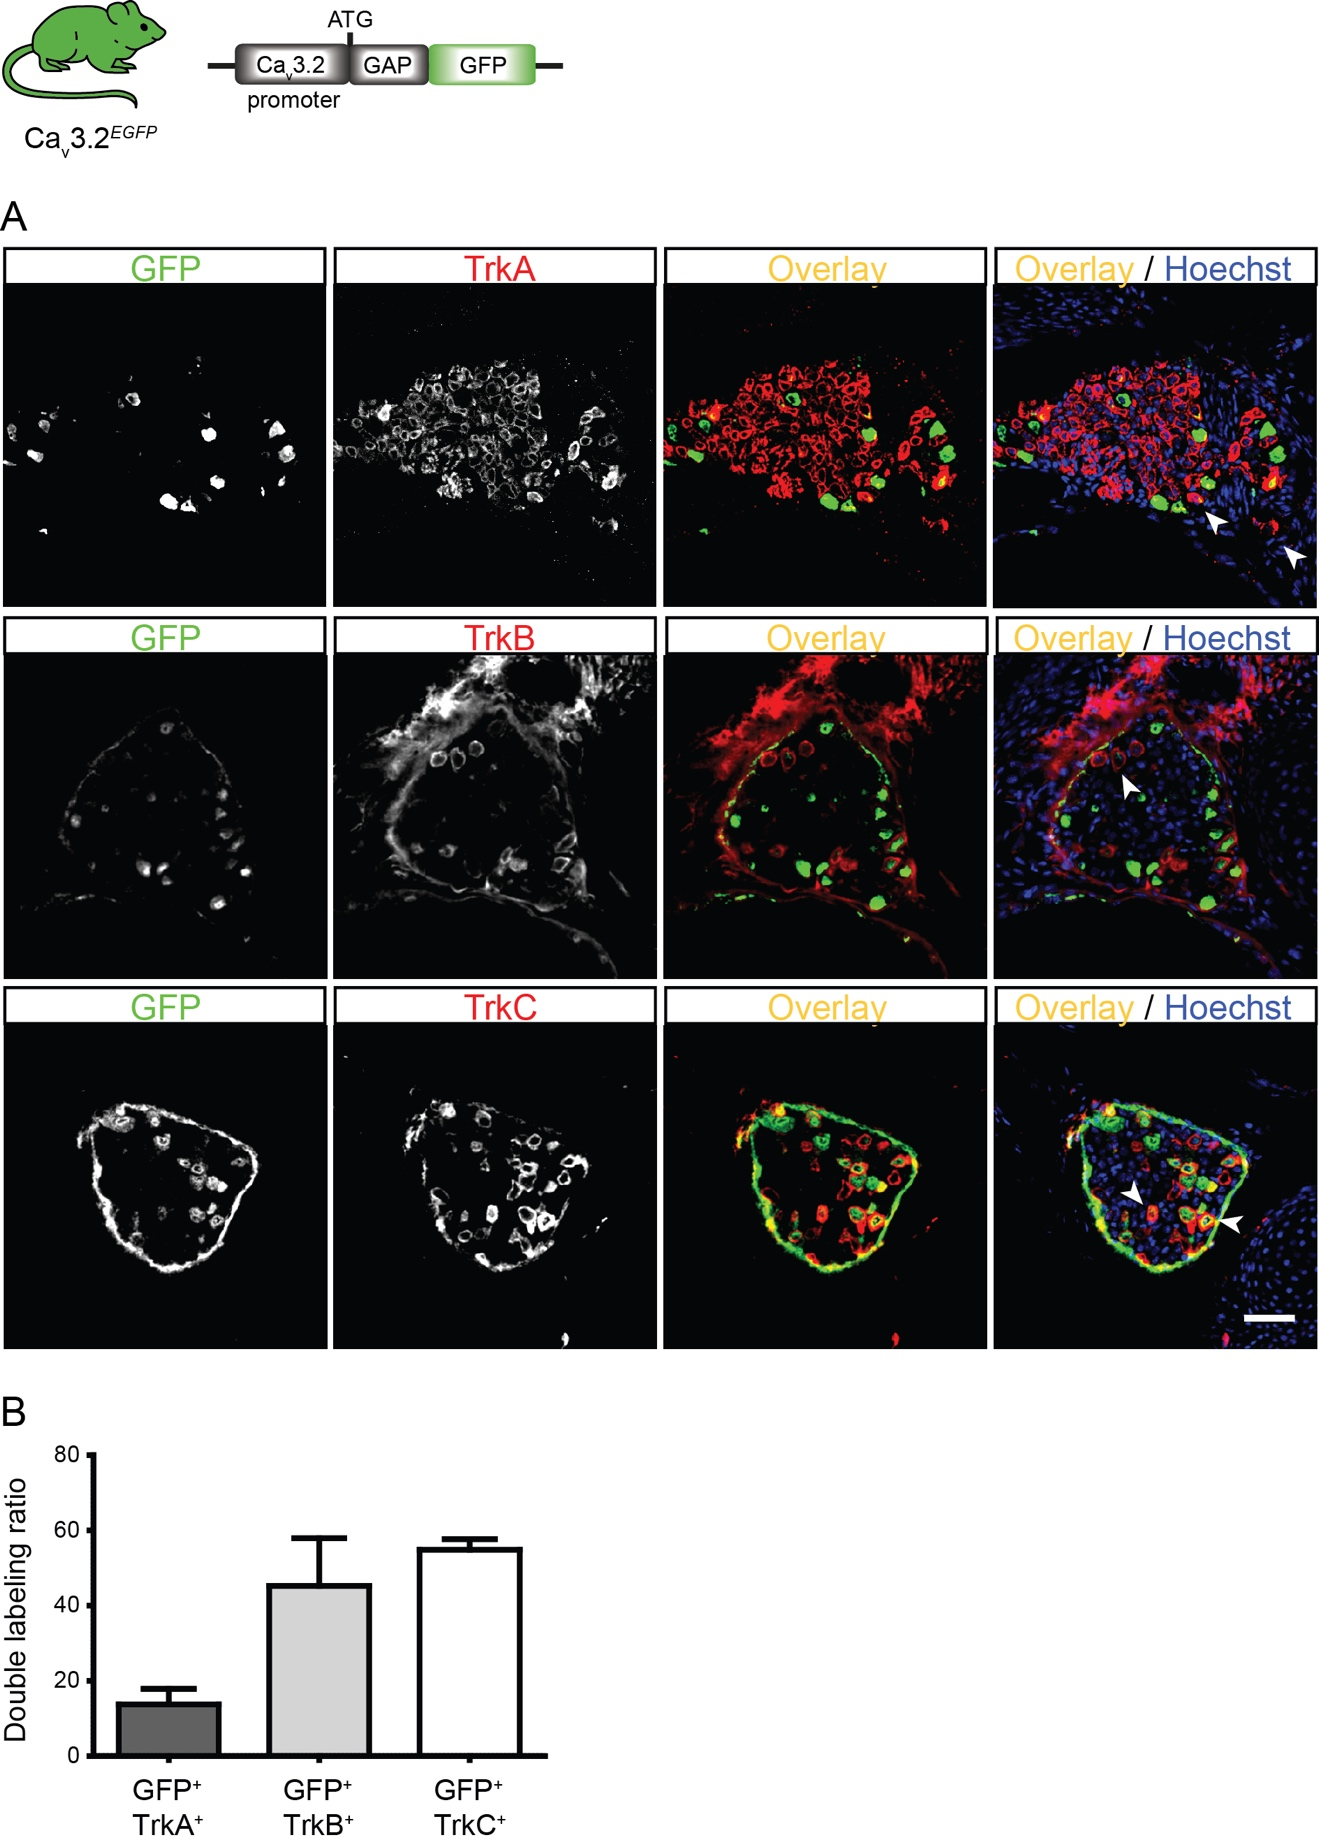 ATG
Cav3.2 GAP GFP
promoter
Cav3.2EGFP
A
GFP TrkA Overlay Overlay / Hoechst
GFP TrkB Overlay Overlay / Hoechst
GFP TrkC Overlay Overlay / Hoechst
B
Double labeling ratio
80
60
40
20
0
GFP+ GFP+ GFP+
TrkA+ TrkB+ TrkC+